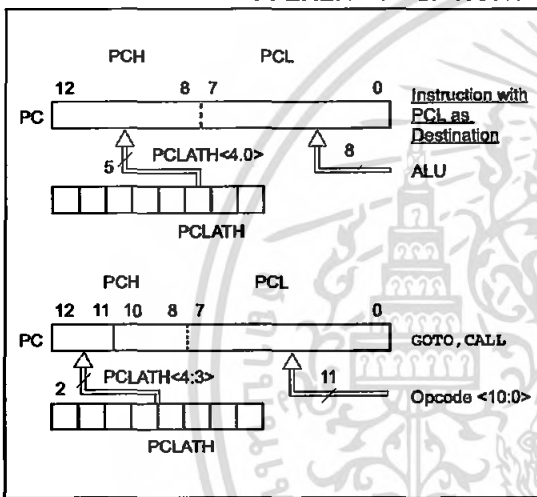 PCH PCL
12 8 7 0
PC
Instruction with
PCL as
Destination
5 PCLATH<4.0> 8
ALU
PCLATH
PCH PCL
12 11 10 8 7 0
PC GOTO, CALL
2 PCLATH<4:3> 11
Opcode <10:0>
PCLATH